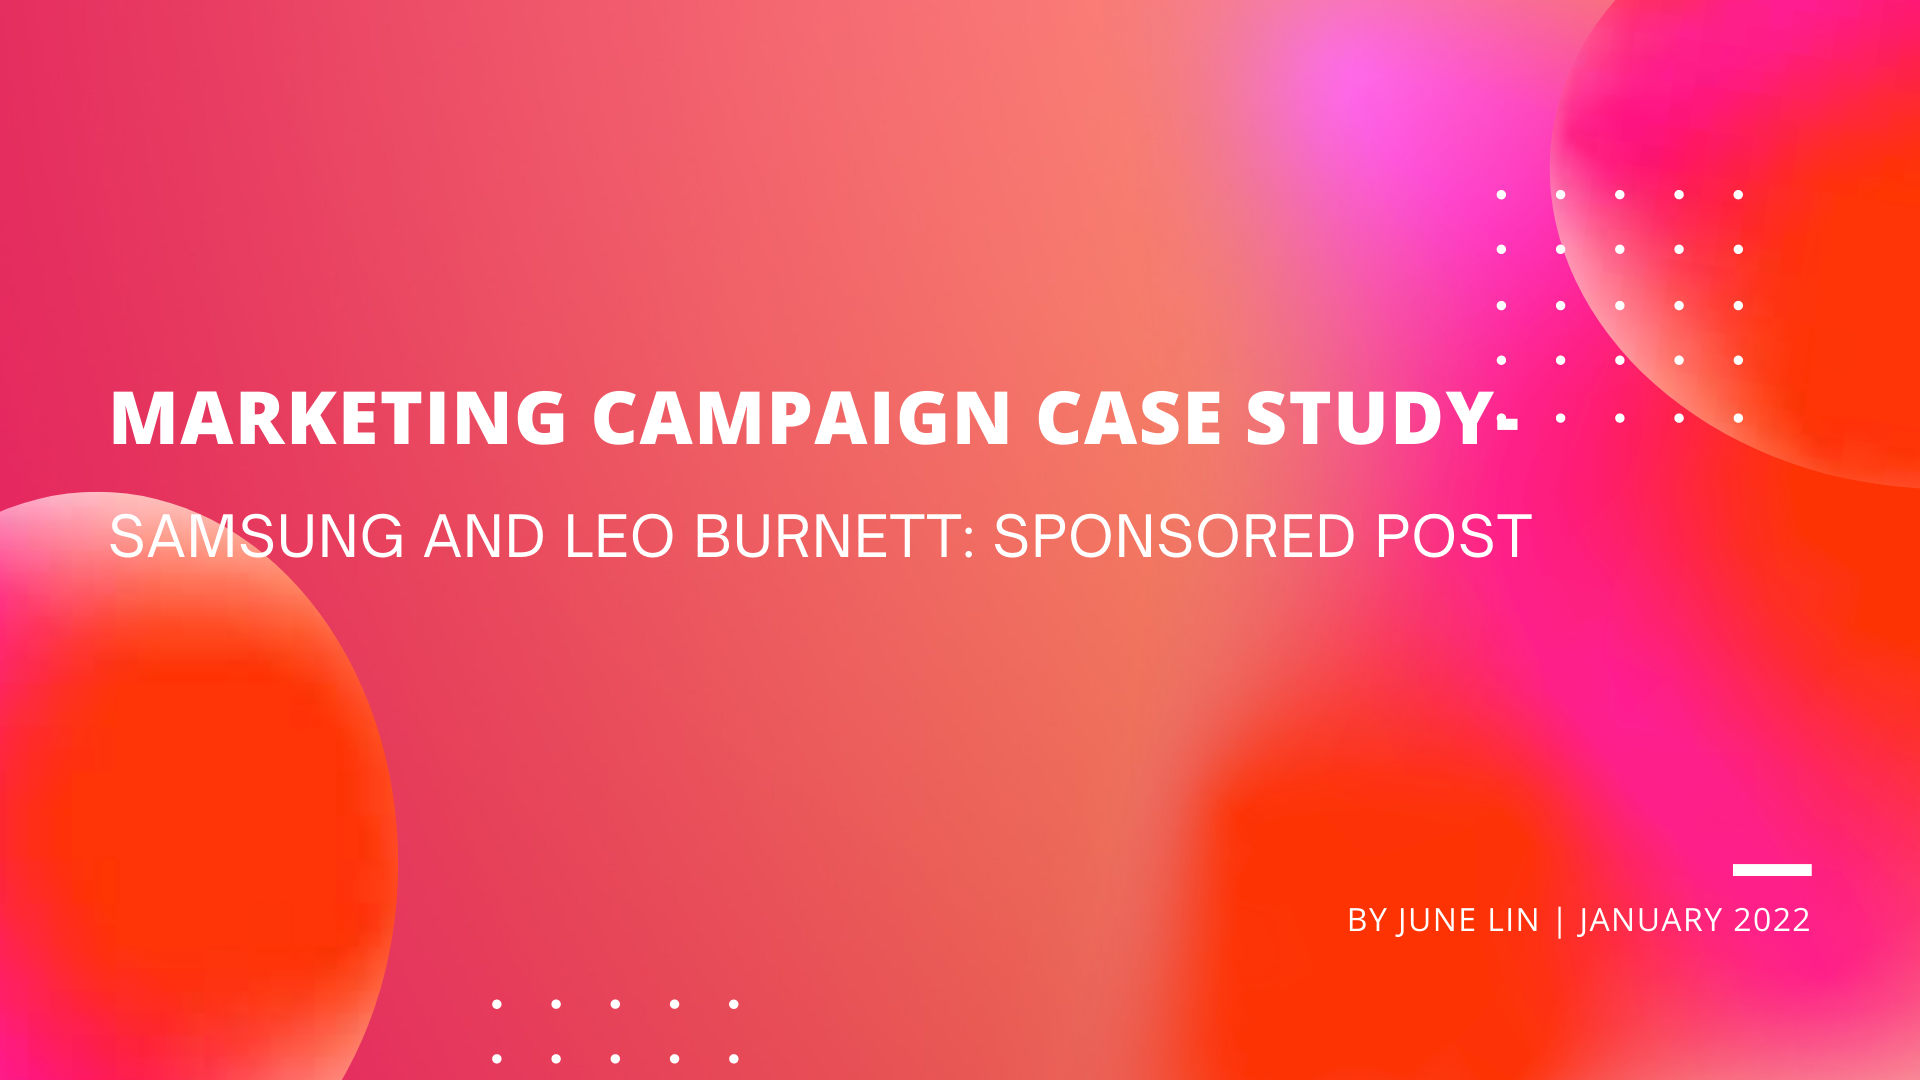 MARKETING CAMPAIGN CASE STUDY-
SAMSUNG AND LEO BURNETT: SPONSORED POST
BY JUNE LIN | JANUARY 2022